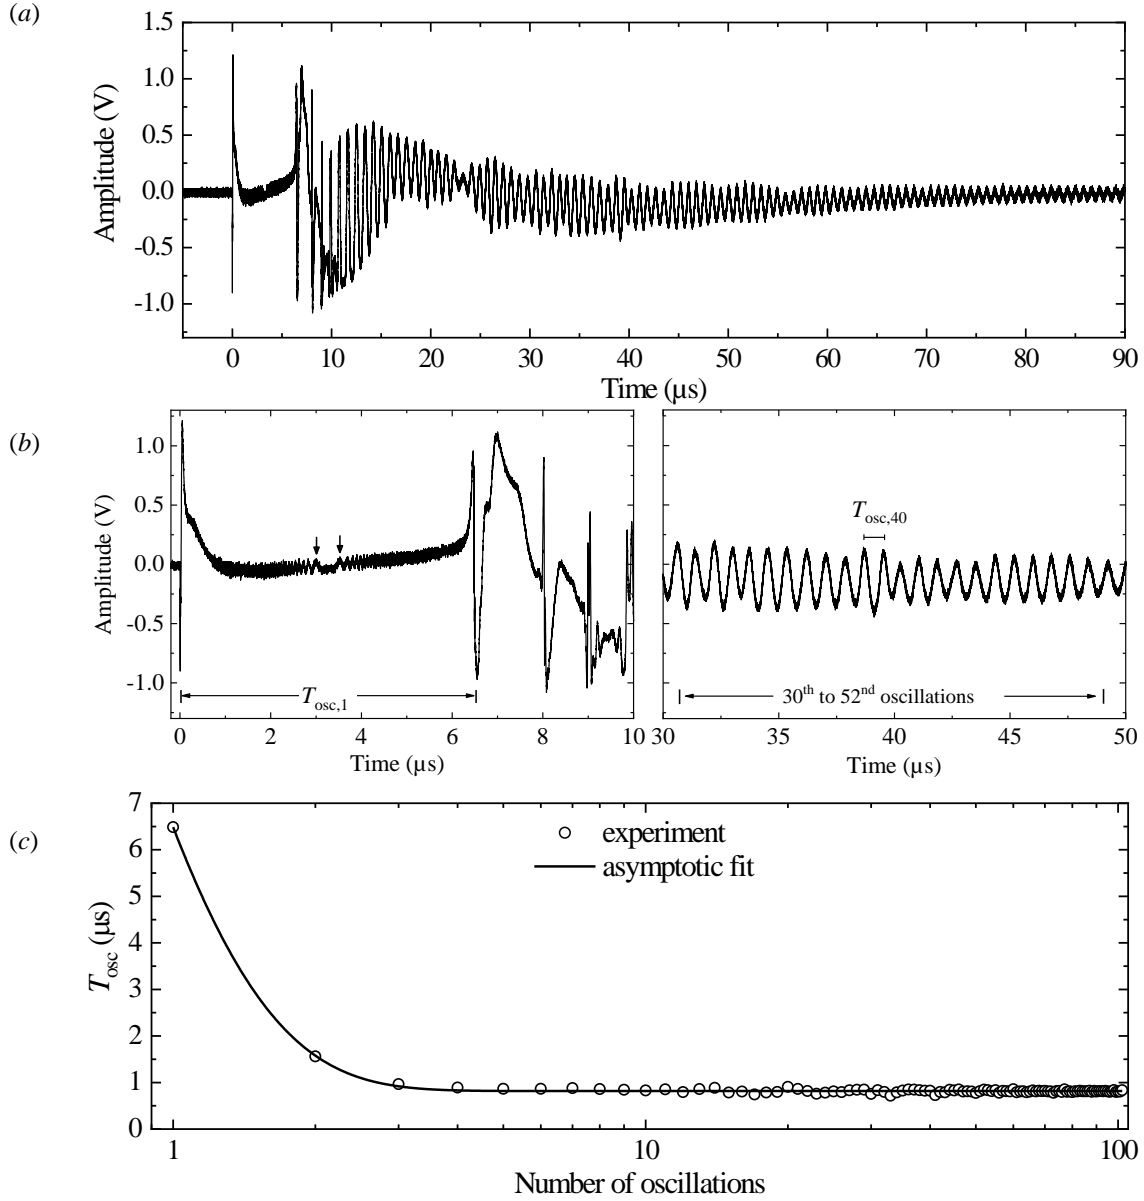 (a)
Amplitude (V)
1.5
1.0
0.5
0.0
-0.5
-1.0
0 10 20 30 40 50 60 70 80 90
Time (µs)
(b)
Amplitude (V)
1.0
0.5
0.0
-0.5
-1.0
Tosc,1
0 2 4 6 8 10
Time (µs)
Tosc,40
30th to 52nd oscillations
30 35 40 45 50
Time (µs)
(c)
Tosc (µs)
7
6
5
4
3
2
1
0
experiment
asymptotic fit
1 10 100
Number of oscillations